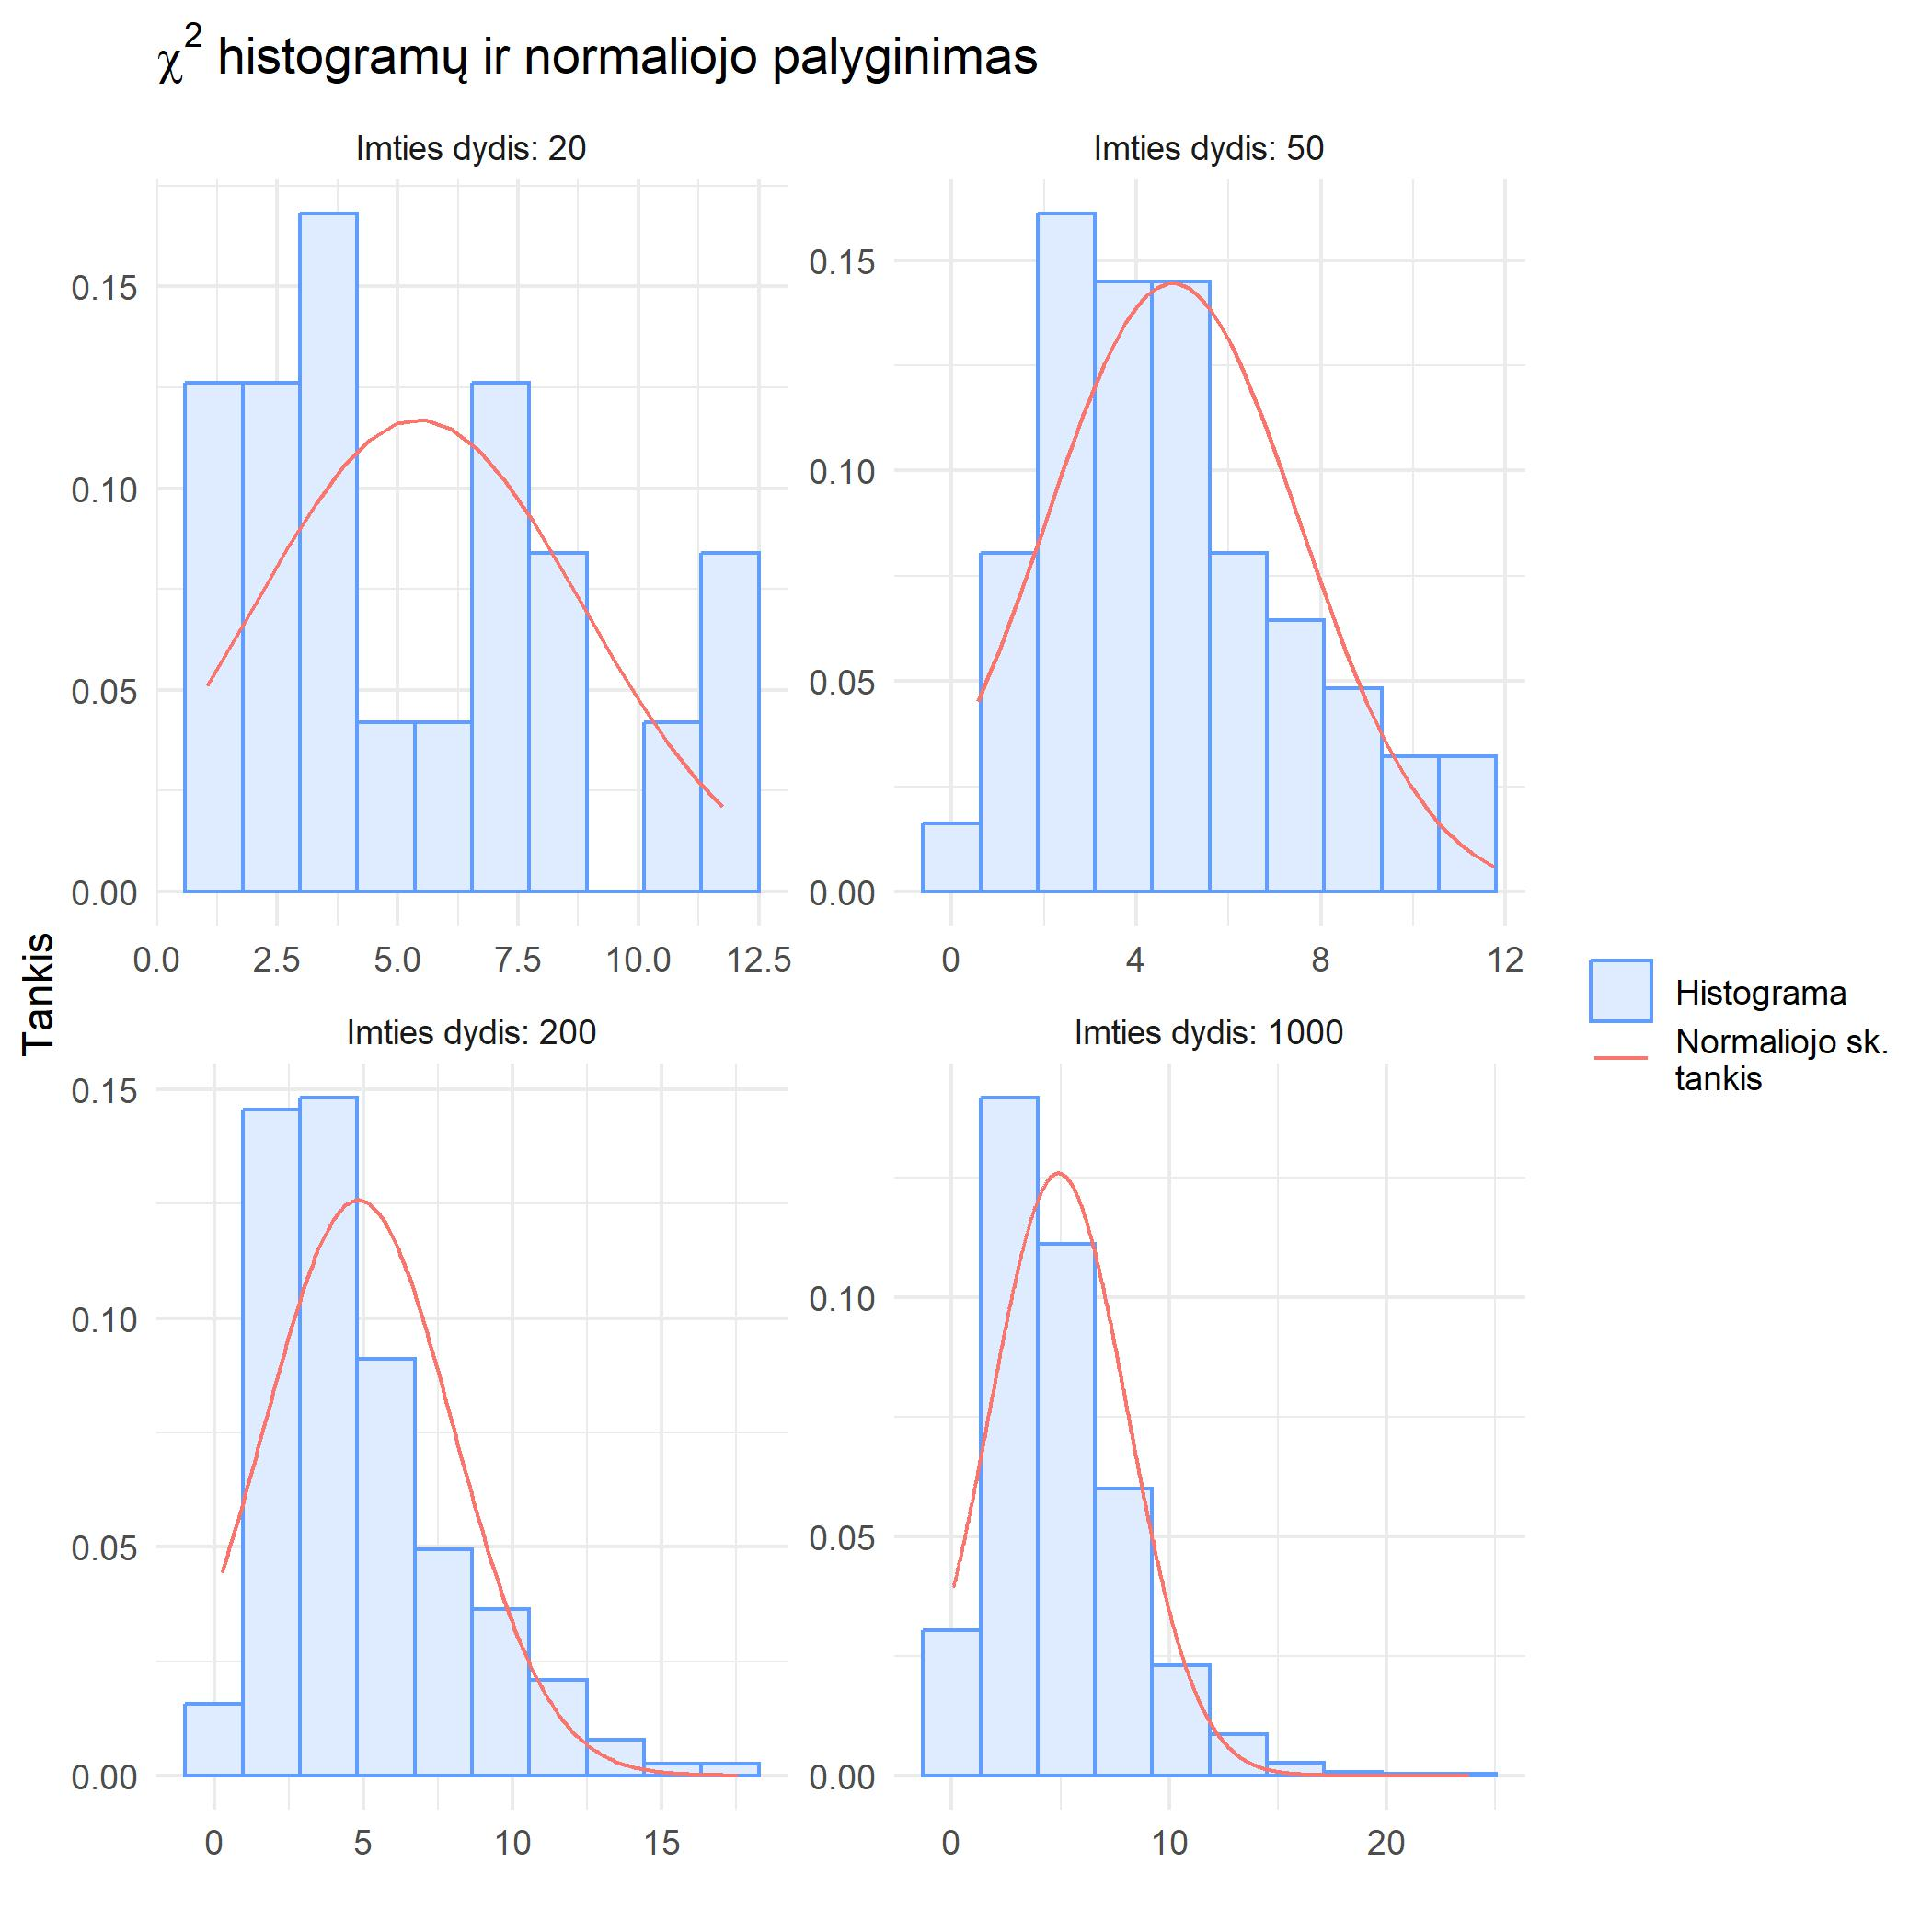 χ² histogramų ir normaliojo palyginimas
Imties dydis: 20
0.15
0.10
0.05
0.00
0.0 2.5 5.0 7.5 10.0 12.5
Imties dydis: 50
0.15
0.10
0.05
0.00
0 4 8 12
Tankis
Imties dydis: 200
0.15
0.10
0.05
0.00
0 5 10 15
Imties dydis: 1000
0.10
0.05
0.00
0 10 20
Histograma
Normaliojo sk.
tankis